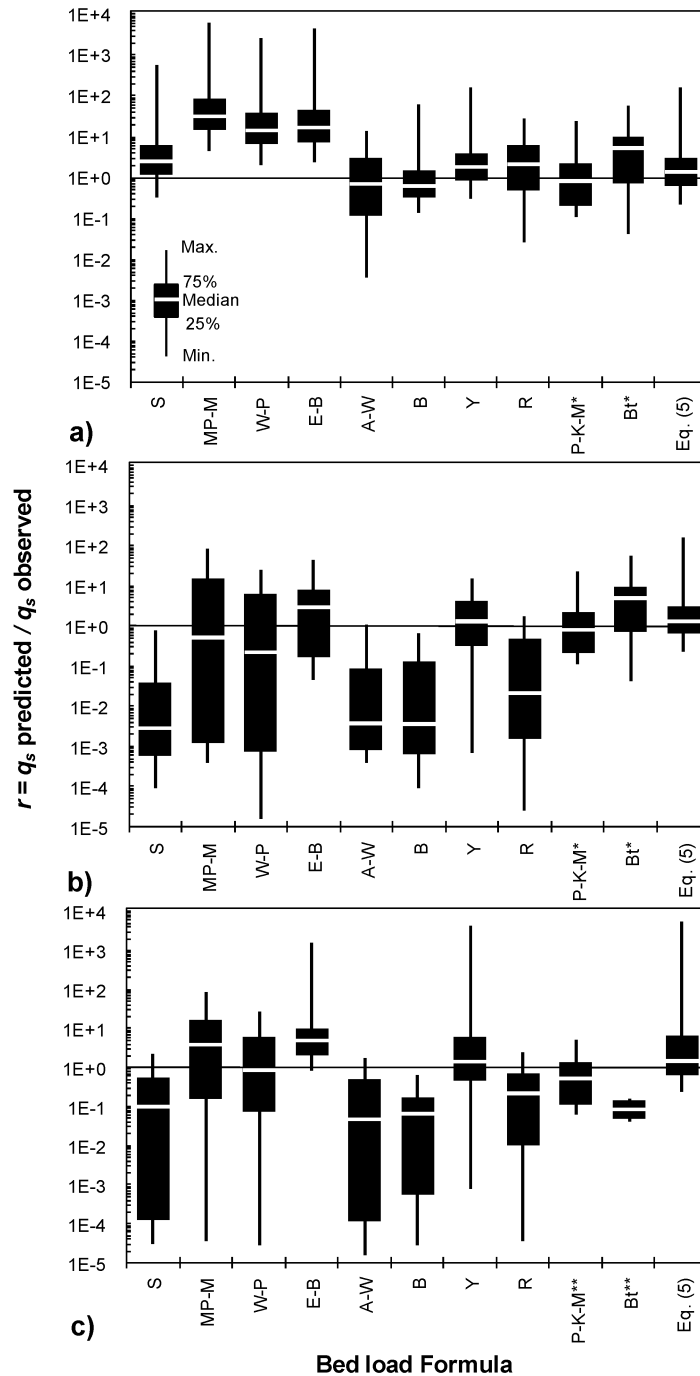 1E+4
1E+3
1E+2
1E+1
1E+0
1E-1
1E-2
1E-3
1E-4
1E-5
Max.
75%
Median
25%
Min.
S
MP-M
W-P
E-B
A-W
B
Y
R
P-K-M*
Bt*
Eq. (5)
a)
1E+4
1E+3
1E+2
1E+1
1E+0
1E-1
1E-2
1E-3
1E-4
1E-5
S
MP-M
W-P
E-B
A-W
B
Y
R
P-K-M*
Bt*
Eq. (5)
b)
r = qs predicted / qs observed
1E+4
1E+3
1E+2
1E+1
1E+0
1E-1
1E-2
1E-3
1E-4
1E-5
S
MP-M
W-P
E-B
A-W
B
Y
R
P-K-M**
Bt**
Eq. (5)
c)
Bed load Formula